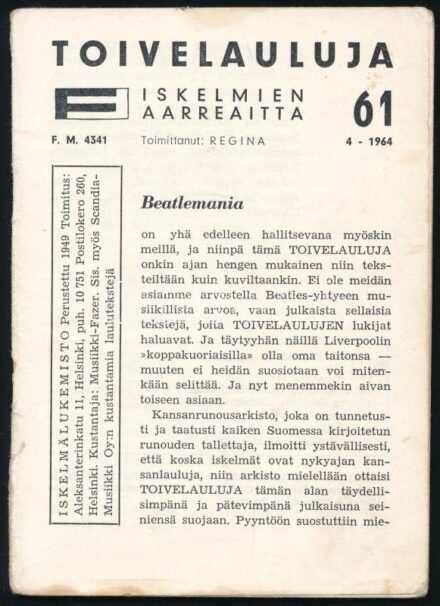 TOIVELAULUJA
ISKELMIEN
AARREAITTA
61
F. M. 4341
Toimittanut: REGINA
4 - 1964
ISKELMÄLUKEMISTO Perustettu 1949 Toimitus:
Aleksanterinkatu 11, Helsinki, puh. 10 751 Postilokero 260,
Helsinki. Kustantaja: Musiikki-Fazer. Sis. myös Scandia-
Musiikki Oy:n kustantamia laulutekstejä
Beatlemania
on yhä edelleen hallitsevana myöskin
meillä, ja niinpä tämä TOIVELAULUJA
onkin ajan hengen mukainen niin teks-
teiltään kuin kuviltaankin. Ei ole meidän
asiamme arvostella Beatles-yhtyeen mu-
siikillista arvoa, vaan julkaista sellaisia
tekstejä, joita TOIVELAULUJEN lukijat
haluavat. Ja täytyyhän näillä Liverpoolin
»koppakuoriaisilla» olla oma taitonsa —
muuten ei heidän suosiotaan voi miten-
kään selittää. Ja nyt menemmekin aivan
toiseen asiaan.
Kansanrunousarkisto, joka on tunnetus-
ti ja taatusti kaiken Suomessa kirjoitetun
runouden tallettaja, ilmoitti ystävällisesti,
että koska iskelmät ovat nykyajan kan-
sanlauluja, niin arkisto mielellään ottaisi
TOIVELAULUJA tämän alan täydelli-
simpänä ja pätevimpänä julkaisuna sei-
niensä suojaan. Pyyntöön suostuttiin mie-